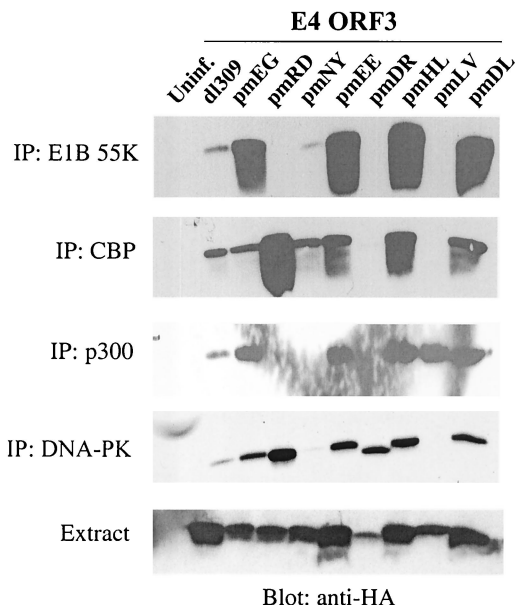 E4 ORF3
Uninf. dl309 pmEG pmRD pmNY pmEE pmDR pmHL pmLV pmDL
IP: E1B 55K
IP: CBP
IP: p300
IP: DNA-PK
Extract
Blot: anti-HA